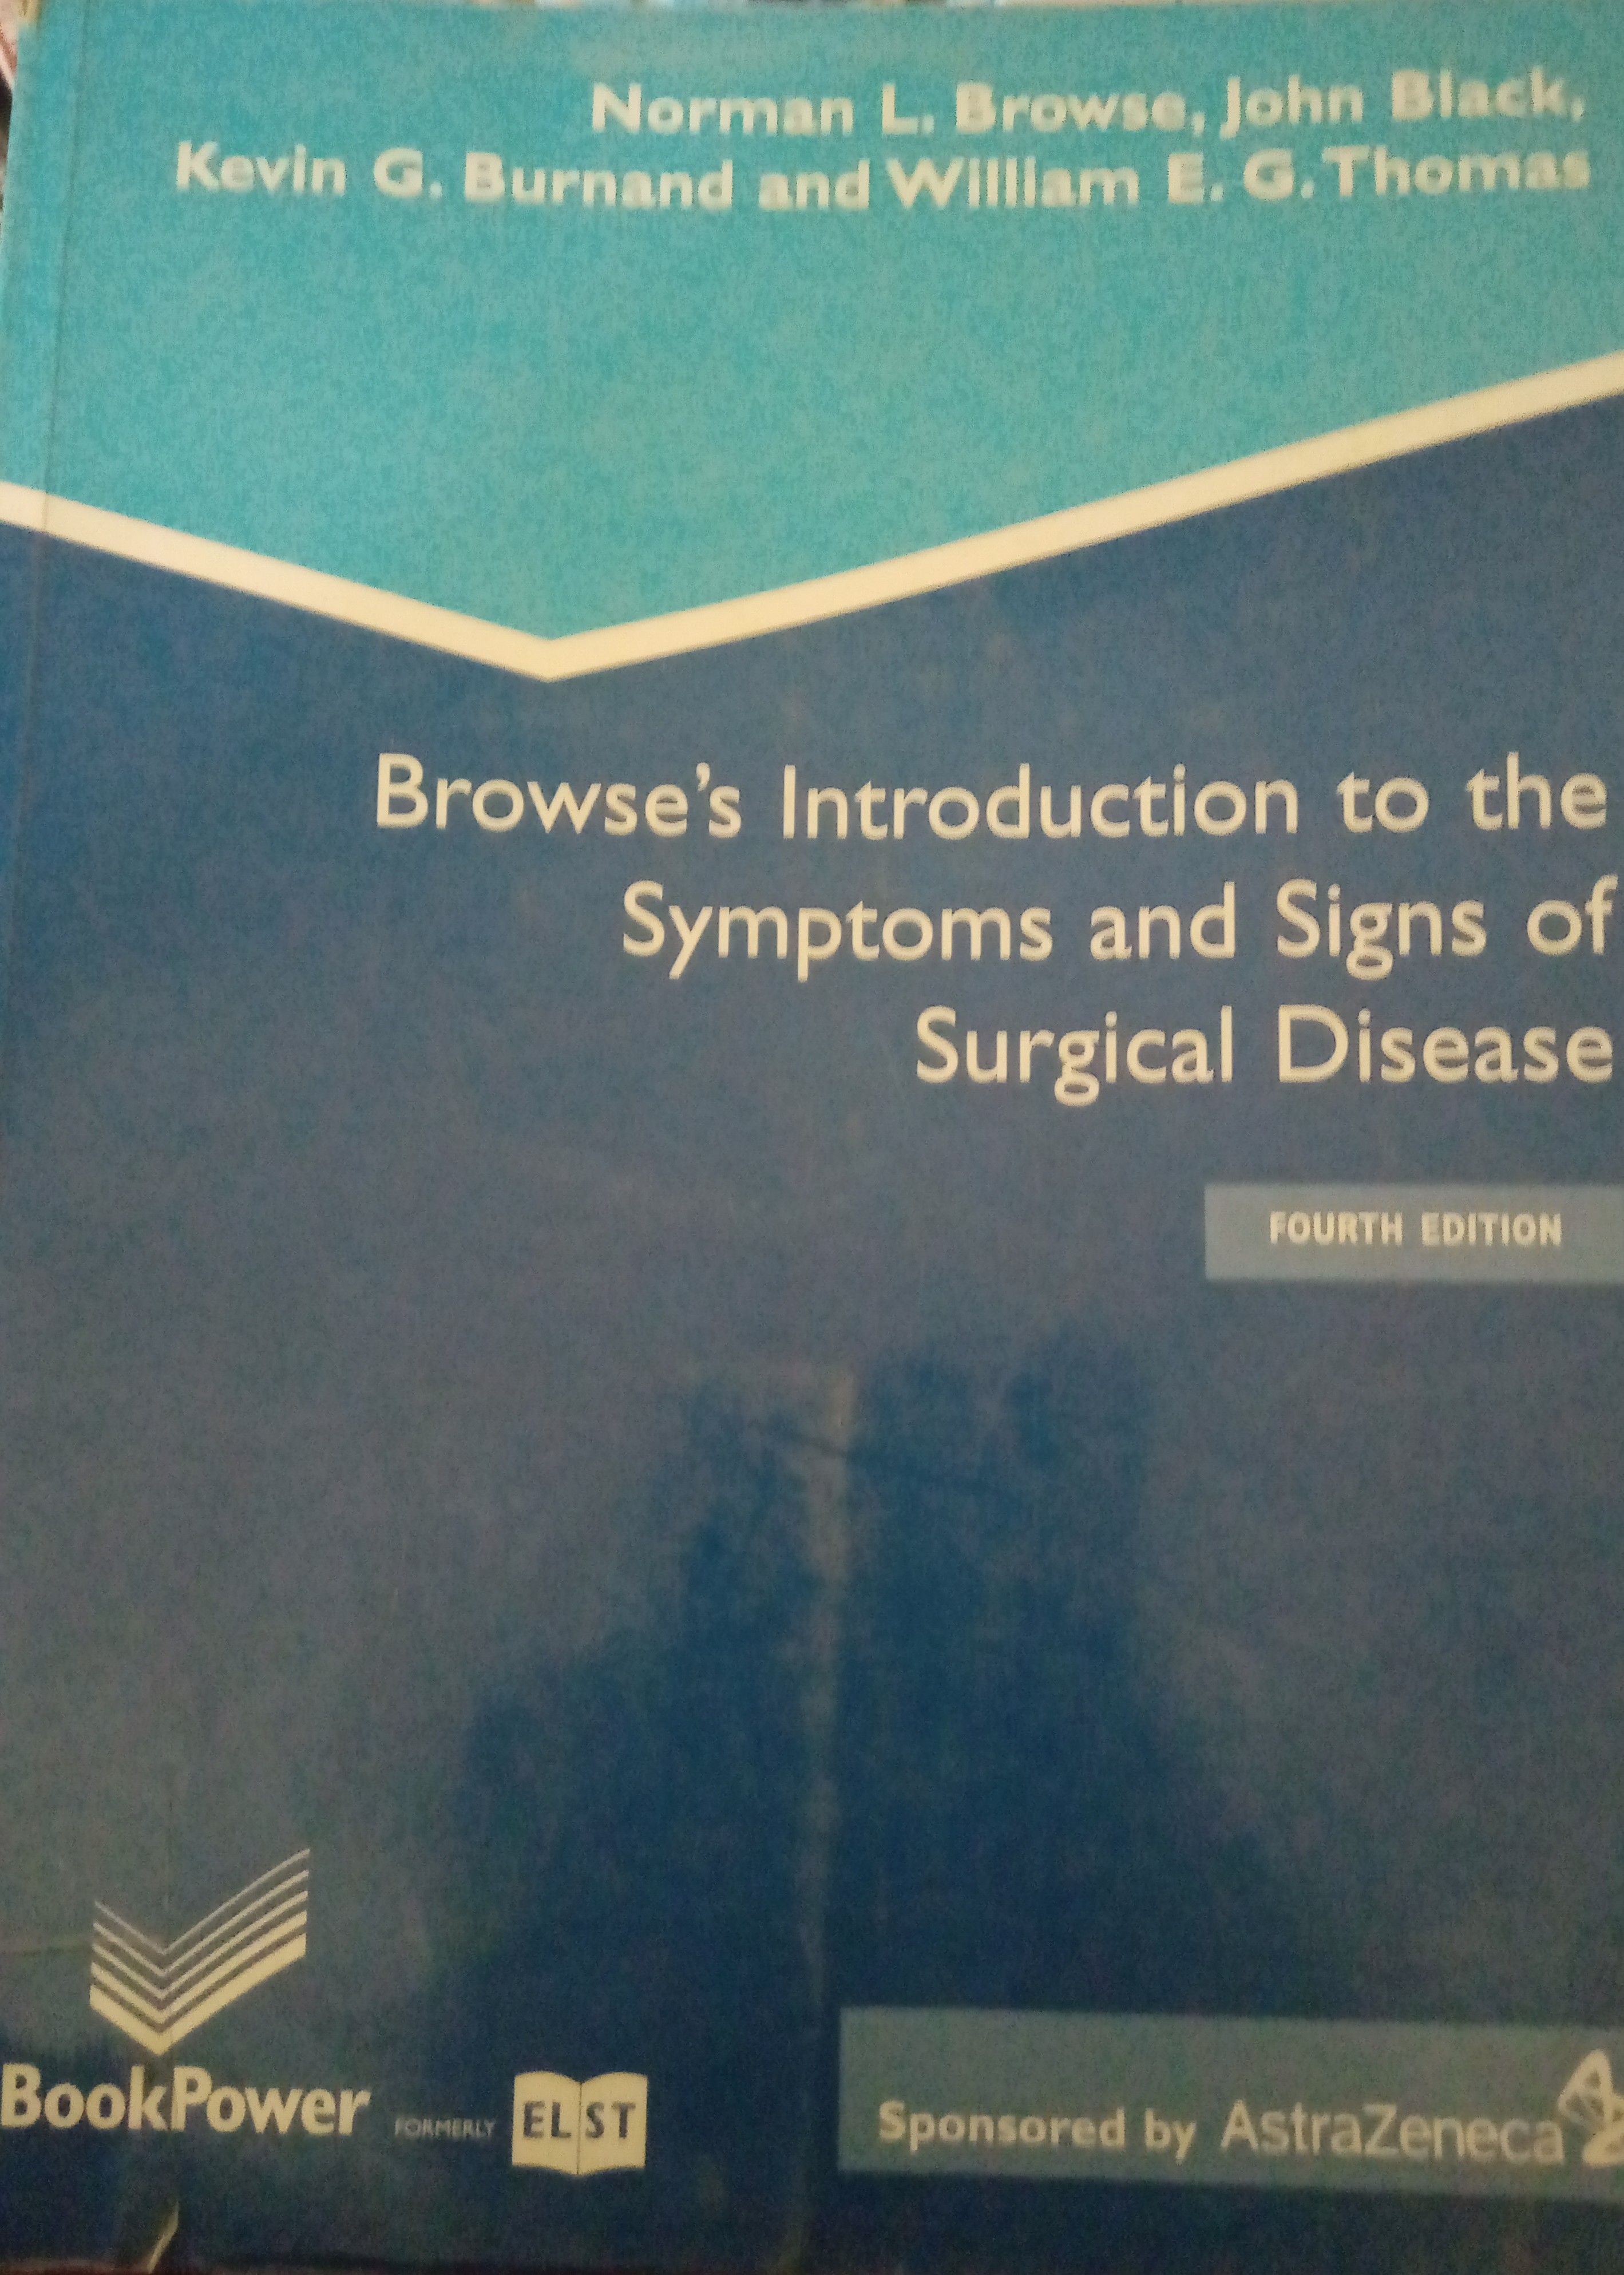 Norman L. Browse, John Black,
Kevin G. Burnand and William E. G. Thomas
Browse's Introduction to the
Symptoms and Signs of
Surgical Disease
FOURTH EDITION
BookPower
FORMERLY
ELST
Sponsored by AstraZeneca